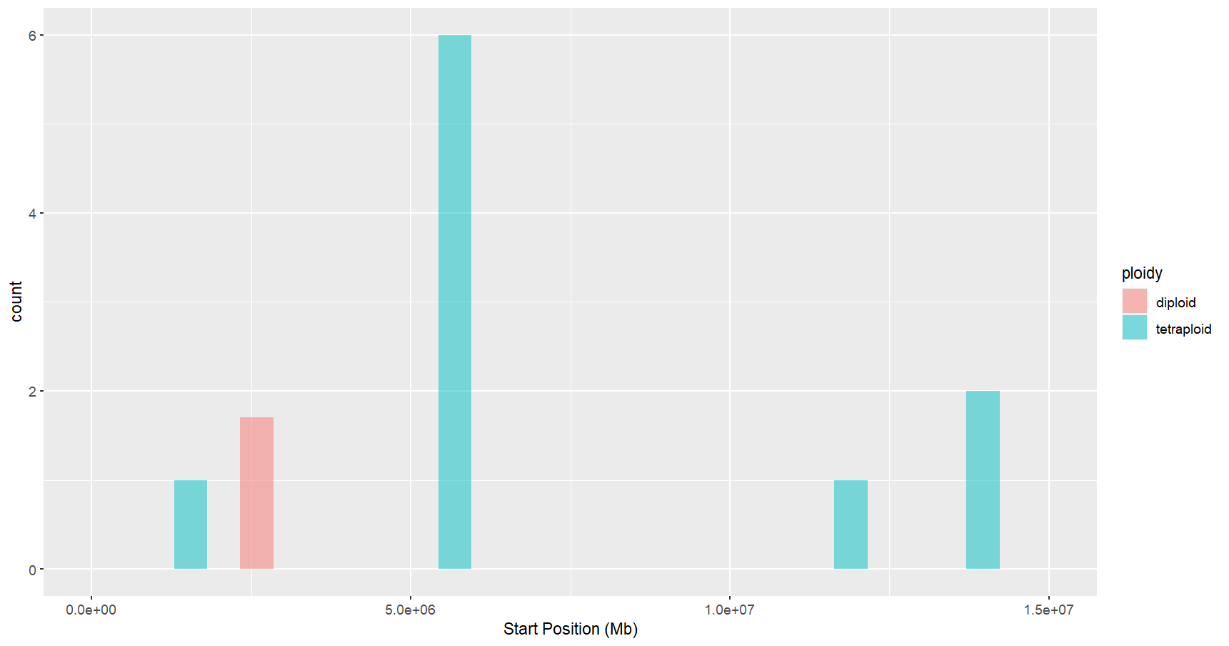 6
4
2
0
count
0.0e+00 5.0e+06 1.0e+07 1.5e+07
Start Position (Mb)
ploidy
diploid
tetraploid